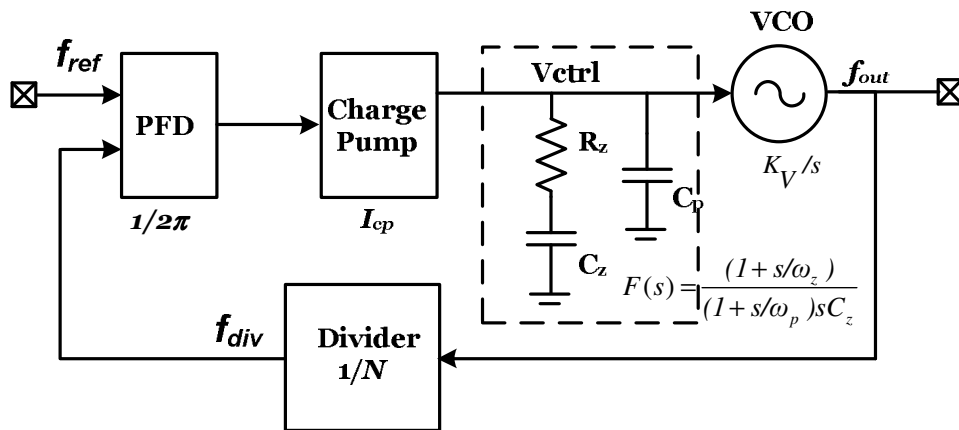 VCO
f_ref
Vctrl
f_out
PFD
Charge
Pump
R_z
C_p
K_V/s
1/2π
I_cp
C_z
F(s) = (1 + s/ω_z) / (1 + s/ω_p)sC_z
f_div
Divider
1/N